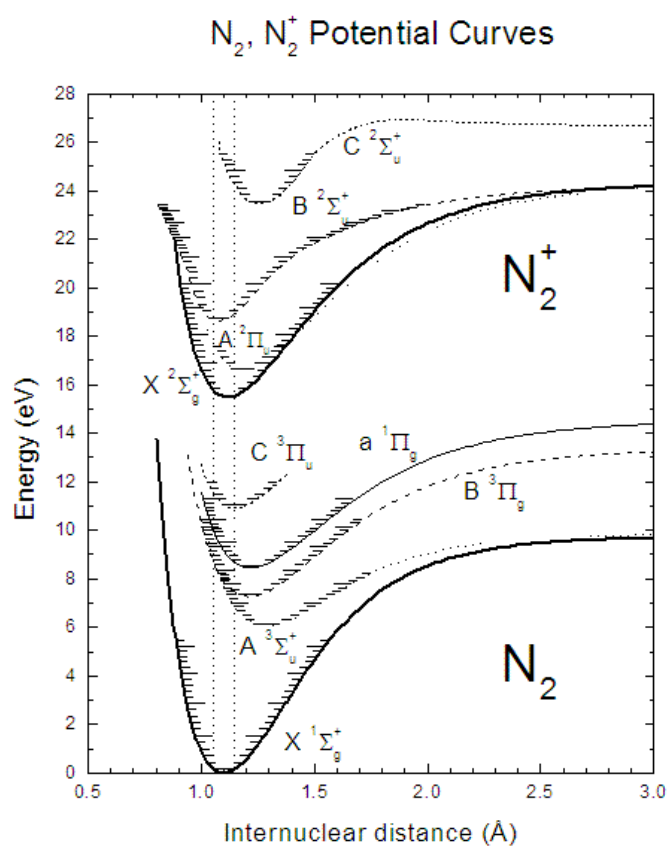 N₂, N₂⁺ Potential Curves
28
26
24
22
20
18
16
14
12
10
8
6
4
2
0
Energy (eV)
C ²Σᵤ⁺
B ²Σᵤ⁺
N₂⁺
A ²Πᵤ
X ²Σg⁺
C ³Πᵤ
a ¹Πg
B ³Πg
A ³Σᵤ⁺
N₂
X ¹Σg⁺
0.5 1.0 1.5 2.0 2.5 3.0
Internuclear distance (Å)